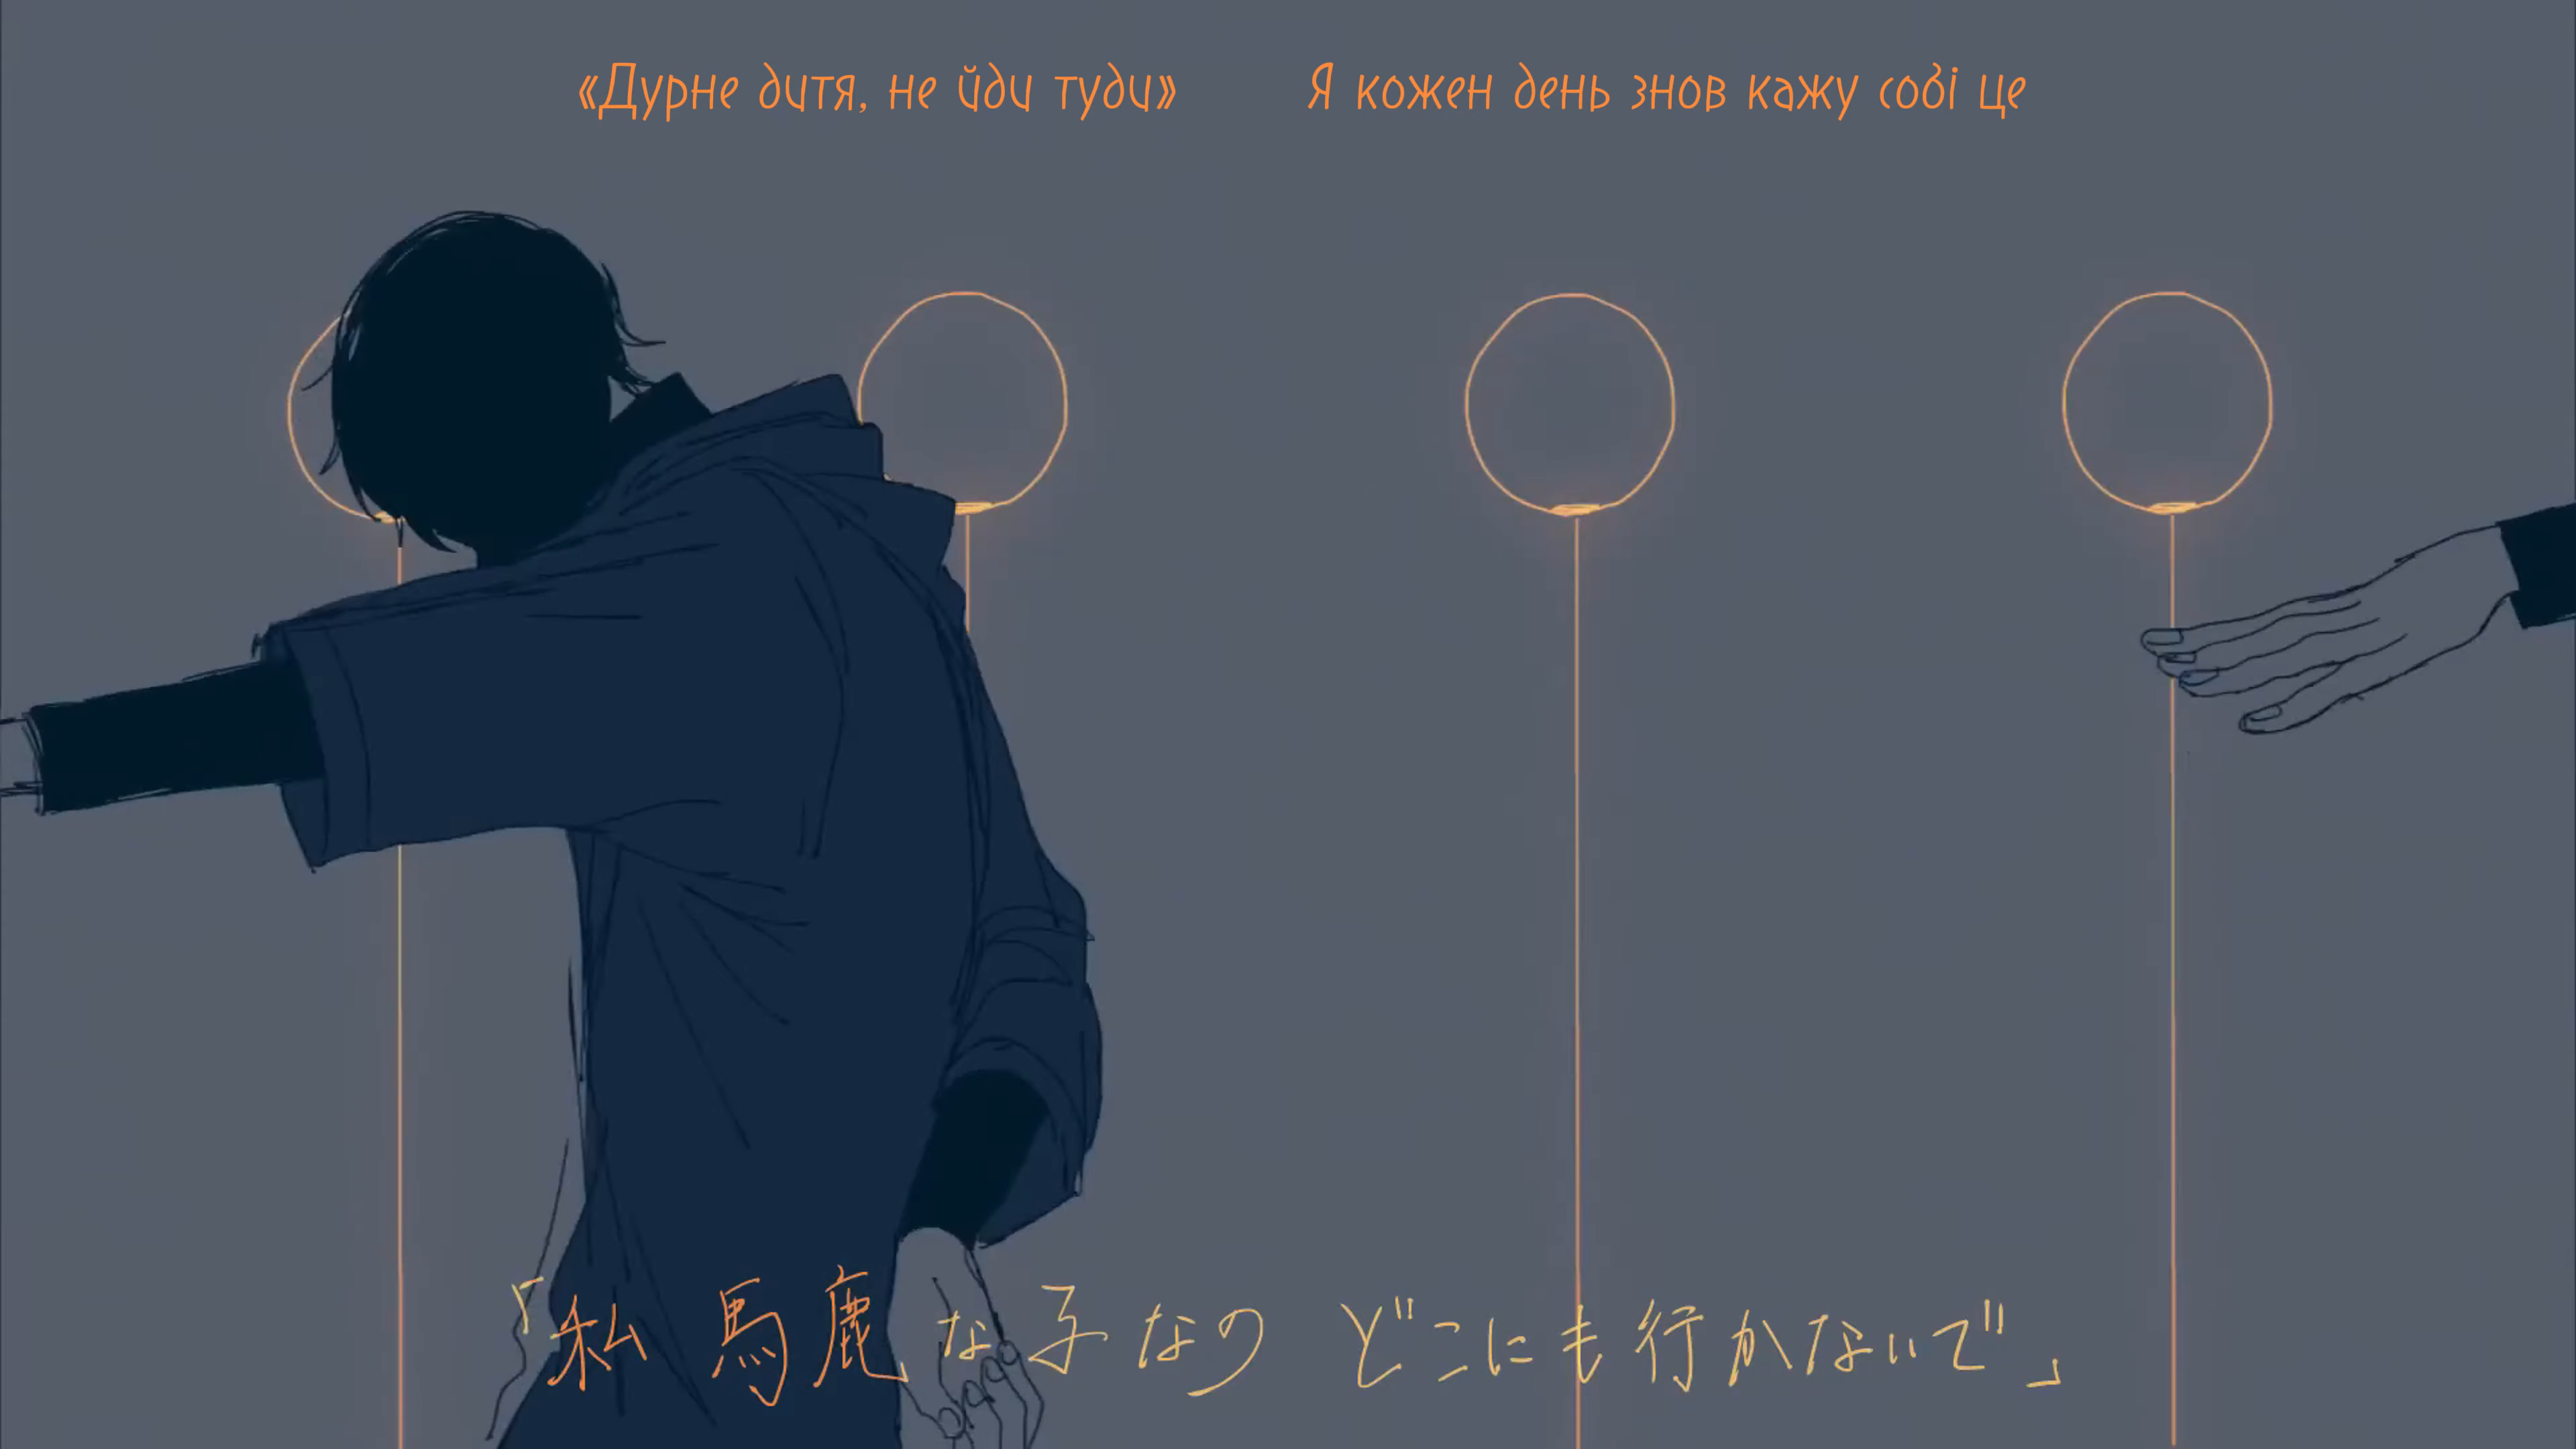 «Дурне дитя, не йди туди» Я кожен день знов кажу собі це
「私 馬鹿な子なの どこにも行かないで」